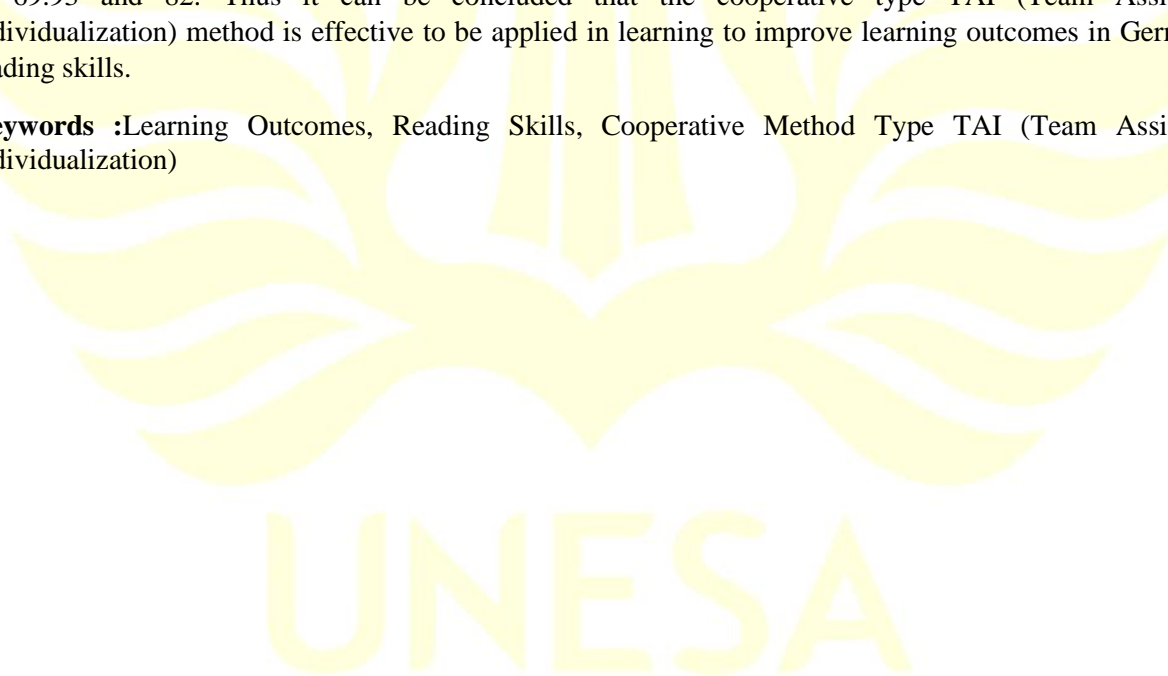 69.93 and 82. Thus it can be concluded that the cooperative type TAI (Team Assi
dividualization) method is effective to be applied in learning to improve learning outcomes in Ger
ading skills.
eywords :Learning Outcomes, Reading Skills, Cooperative Method Type TAI (Team Assi
dividualization)
UNESA